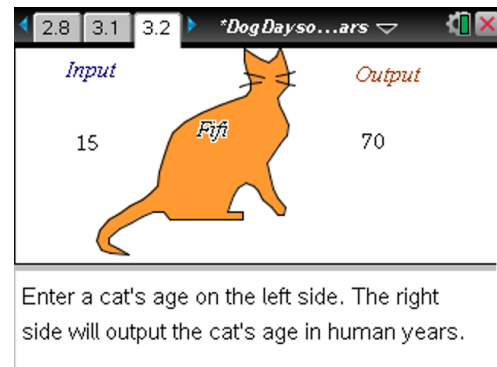 2.8 3.1 3.2 *DogDayso...ars
Input Output
Fifi
15 70
Enter a cat's age on the left side. The right
side will output the cat's age in human years.